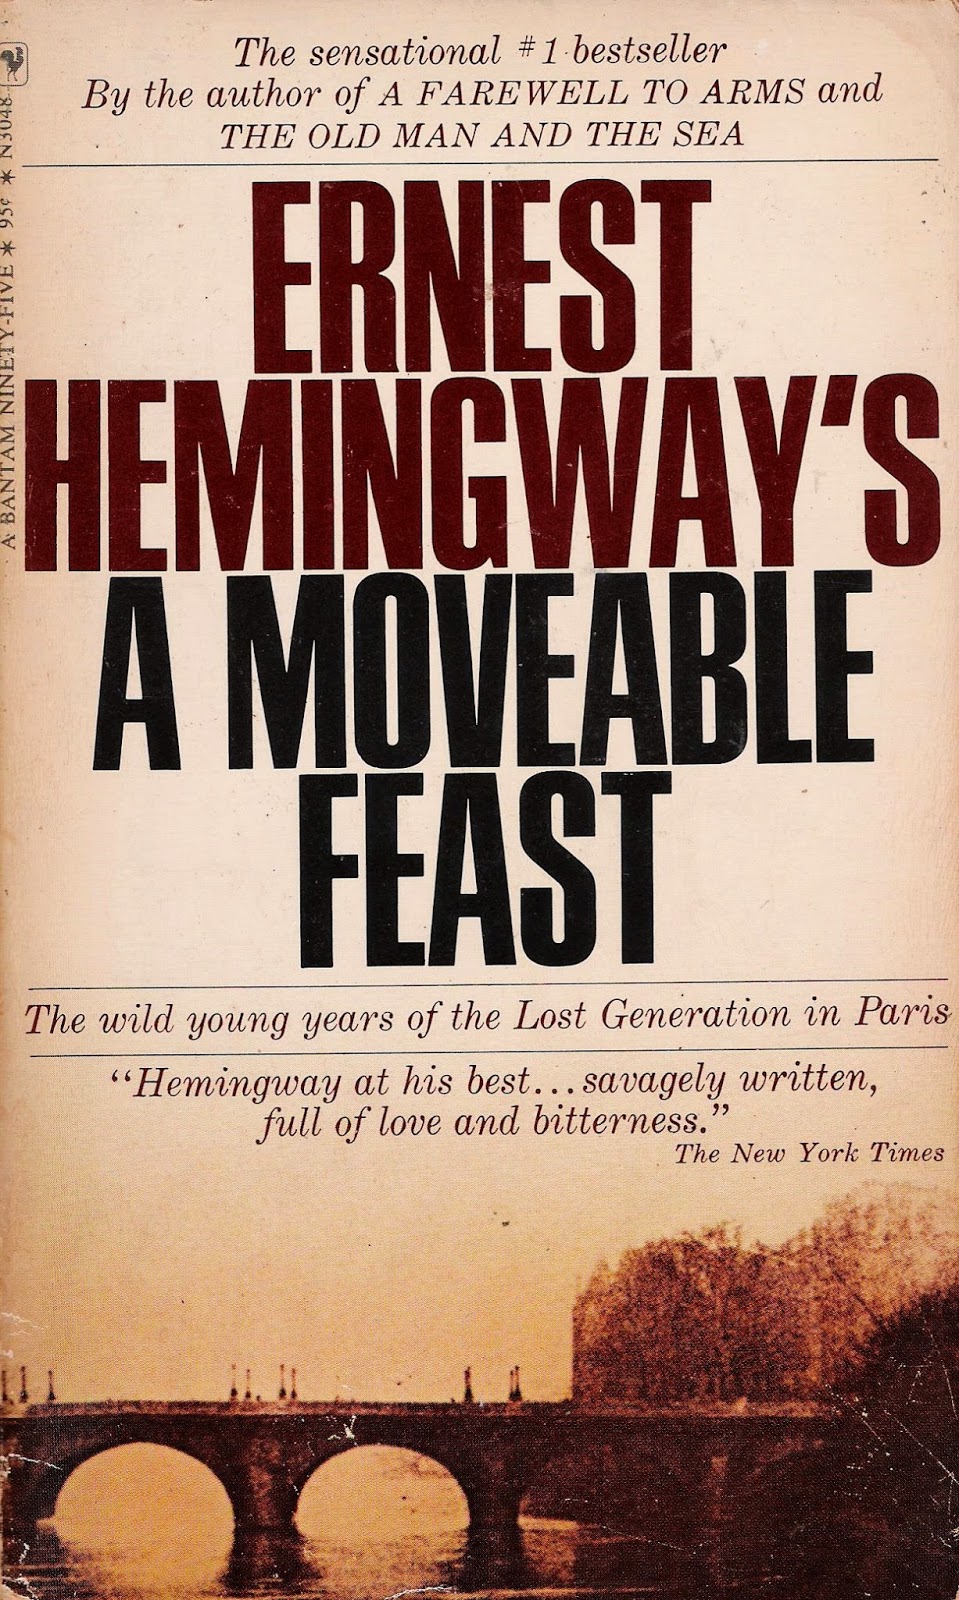 The sensational #1 bestseller
By the author of A FAREWELL TO ARMS and
THE OLD MAN AND THE SEA
ERNEST
HEMINGWAY'S
A MOVEABLE
FEAST
The wild young years of the Lost Generation in Paris
“Hemingway at his best...savagely written,
full of love and bitterness.”
The New York Times
A BANTAM NINETY-FIVE * 95¢ * N3048